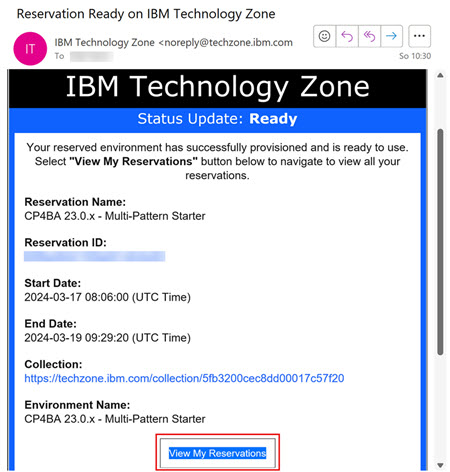 Reservation Ready on IBM Technology Zone
IT
IBM Technology Zone <noreply@techzone.ibm.com
To
So 10:30
IBM Technology Zone
Status Update: Ready
Your reserved environment has successfully provisioned and is ready to use.
Select "View My Reservations" button below to navigate to view all your
reservations.
Reservation Name:
CP4BA 23.0.x - Multi-Pattern Starter
Reservation ID:
Start Date:
2024-03-17 08:06:00 (UTC Time)
End Date:
2024-03-19 09:29:20 (UTC Time)
Collection:
https://techzone.ibm.com/collection/5fb3200cec8dd00017c57f20
Environment Name:
CP4BA 23.0.x - Multi-Pattern Starter
View My Reservations